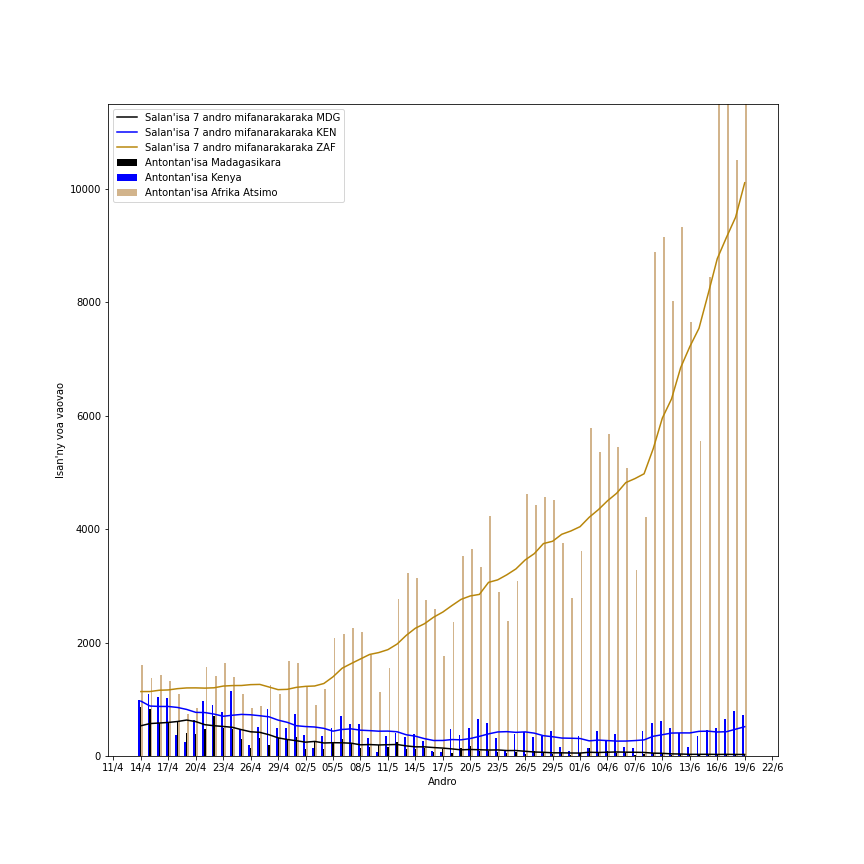 Salan'isa 7 andro mifanarakaraka MDG
Salan'isa 7 andro mifanarakaraka KEN
Salan'isa 7 andro mifanarakaraka ZAF
Antontan'isa Madagasikara
Antontan'isa Kenya
Antontan'isa Afrika Atsimo
10000
8000
6000
4000
2000
0
Isan'ny voa vaovao
11/4 14/4 17/4 20/4 23/4 26/4 29/4 02/5 05/5 08/5 11/5 14/5 17/5 20/5 23/5 26/5 29/5 01/6 04/6 07/6 10/6 13/6 16/6 19/6 22/6
Andro